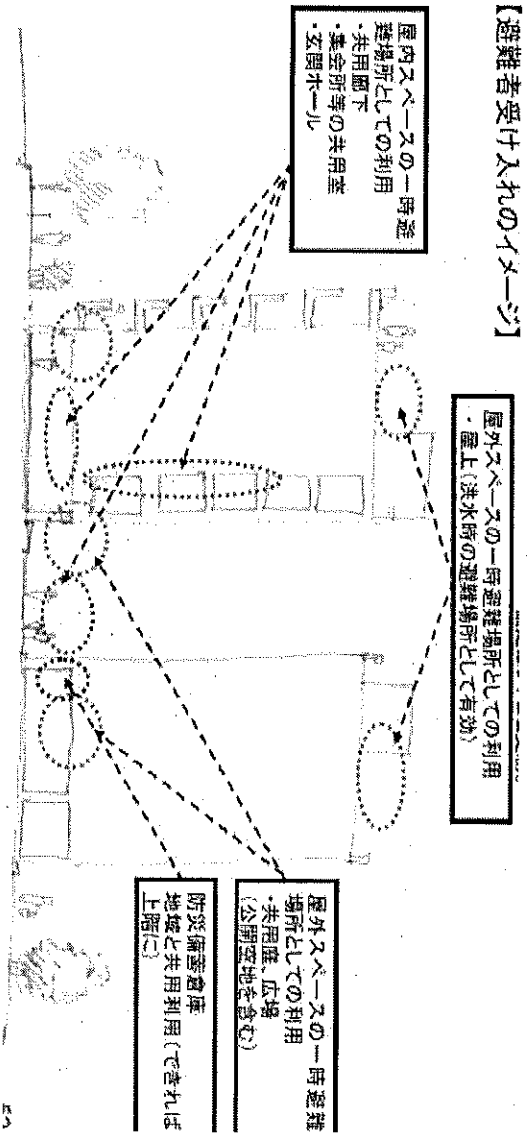 【避難者受け入れのイメージ】
屋外スペースの一時避難場所としての利用
・屋上(洪水時の避難場所として有効)
屋内スペースの一時避
難場所としての利用
・共用廊下
・集会所等の共用室
・玄関ホール
屋外スペースの一時避難
場所としての利用
・共用庭、広場
(公開空地を含む)
防災備蓄倉庫
地域と共用利用(できれば
上階に)